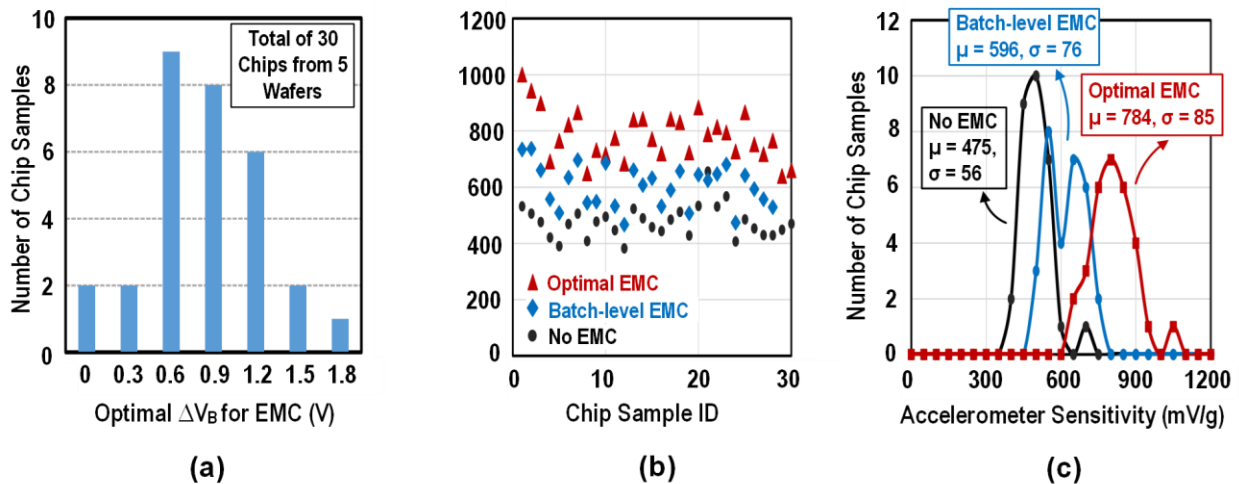 10
8
6
4
2
0
Number of Chip Samples
Total of 30
Chips from 5
Wafers
0 0.3 0.6 0.9 1.2 1.5 1.8
Optimal ΔVB for EMC (V)
(a)
1200
1000
800
600
400
200
0
Optimal EMC
Batch-level EMC
No EMC
0 10 20 30
Chip Sample ID
(b)
12
10
8
6
4
2
0
Number of Chip Samples
Batch-level EMC
μ = 596, σ = 76
Optimal EMC
μ = 784, σ = 85
No EMC
μ = 475,
σ = 56
0 300 600 900 1200
Accelerometer Sensitivity (mV/g)
(c)